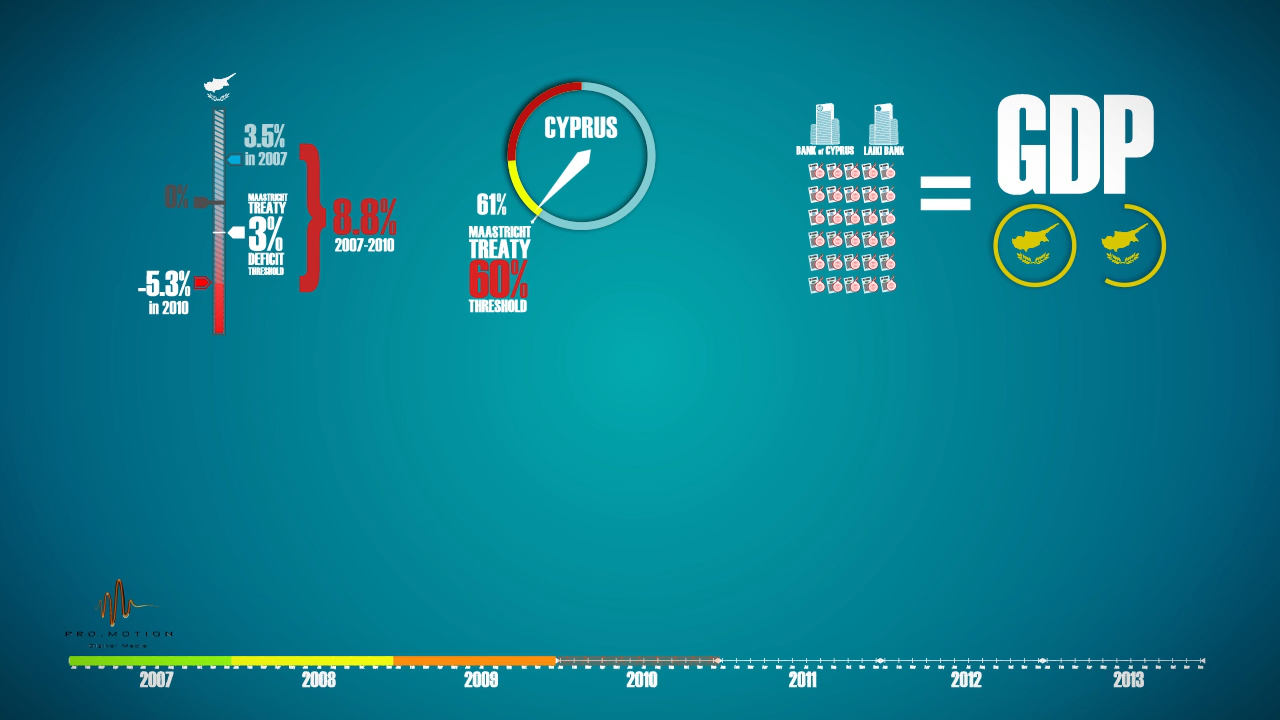 3.5%
in 2007
0%
MAASTRICHT
TREATY
3%
DEFICIT
THRESHOLD
-5.3%
in 2010
8.8%
2007-2010
CYPRUS
61%
MAASTRICHT
TREATY
60%
THRESHOLD
BANK of CYPRUS
LAIKI BANK
=
GDP
PRO.MOTION
Digital Media
2007
2008
2009
2010
2011
2012
2013